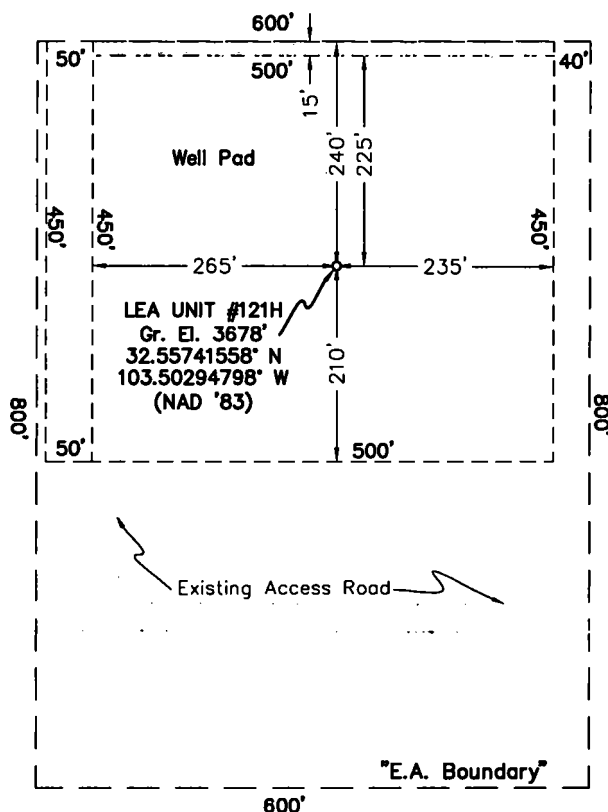 600'
50'
500'
40'
15'
240'
225'
Well Pad
450'
450'
450'
265'
235'
LEA UNIT #121H
Gr. El. 3678'
32.55741558° N
103.50294798° W
(NAD '83)
210'
800'
800'
50'
500'
Existing Access Road
"E.A. Boundary"
600'